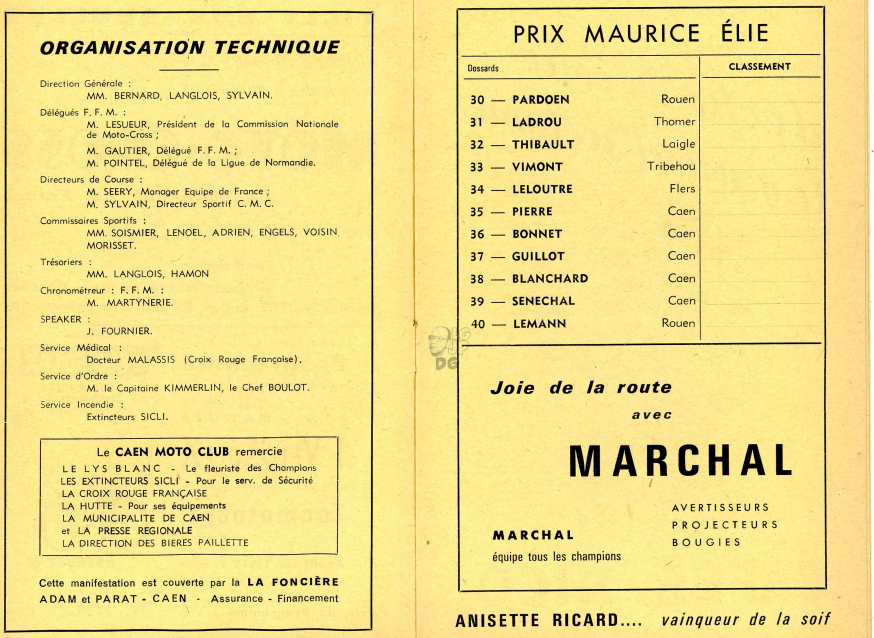 ORGANISATION TECHNIQUE
Direction Générale :
MM. BERNARD, LANGLOIS, SYLVAIN.
Délégués F. F. M. :
M. LESUEUR, Président de la Commission Nationale
de Moto-Cross ;
M. GAUTIER, Délégué F. F. M. ;
M. POINTEL, Délégué de la Ligue de Normandie.
Directeurs de Course :
M. SEERY, Manager Equipe de France ;
M. SYLVAIN, Directeur Sportif C. M. C.
Commissaires Sportifs :
MM. SOISMIER, LENOEL, ADRIEN, ENGELS, VOISIN
MORISSET.
Trésoriers :
MM. LANGLOIS, HAMON
Chronométreur : F. F. M. :
M. MARTYNERIE.
SPEAKER :
J. FOURNIER.
Service Médical :
Docteur MALASSIS (Croix Rouge Française).
Service d'Ordre :
M. le Capitaine KIMMERLIN, le Chef BOULOT.
Service Incendie :
Extincteurs SICLI.
Le CAEN MOTO CLUB remercie
LE LYS BLANC - Le fleuriste des Champions
LES EXTINCTEURS SICLI - Pour le serv. de Sécurité
LA CROIX ROUGE FRANÇAISE
LA HUTTE - Pour ses équipements
LA MUNICIPALITE DE CAEN
et LA PRESSE REGIONALE
LA DIRECTION DES BIERES PAILLETTE
Cette manifestation est couverte par la LA FONCIÈRE
ADAM et PARAT - CAEN - Assurance - Financement
PRIX MAURICE ÉLIE
Dossards CLASSEMENT
30 — PARDOEN Rouen
31 — LADROU Thomer
32 — THIBAULT Laigle
33 — VIMONT Tribehou
34 — LELOUTRE Flers
35 — PIERRE Caen
36 — BONNET Caen
37 — GUILLOT Caen
38 — BLANCHARD Caen
39 — SENECHAL Caen
40 — LEMANN Rouen
DG
Joie de la route
avec
MARCHAL
AVERTISSEURS
PROJECTEURS
BOUGIES
MARCHAL
équipe tous les champions
ANISETTE RICARD.... vainqueur de la soif